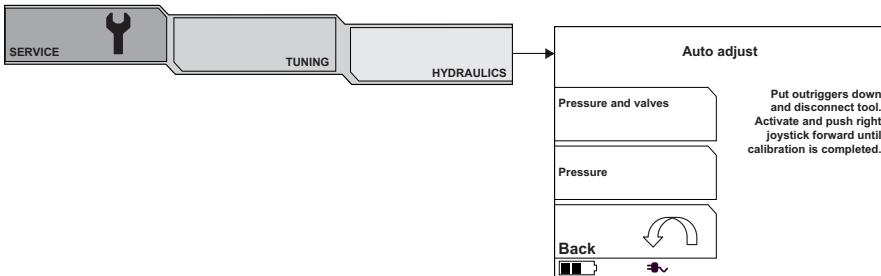 SERVICE
TUNING
HYDRAULICS
Auto adjust
Pressure and valves
Put outriggers down
and disconnect tool.
Activate and push right
joystick forward until
calibration is completed.
Pressure
Back